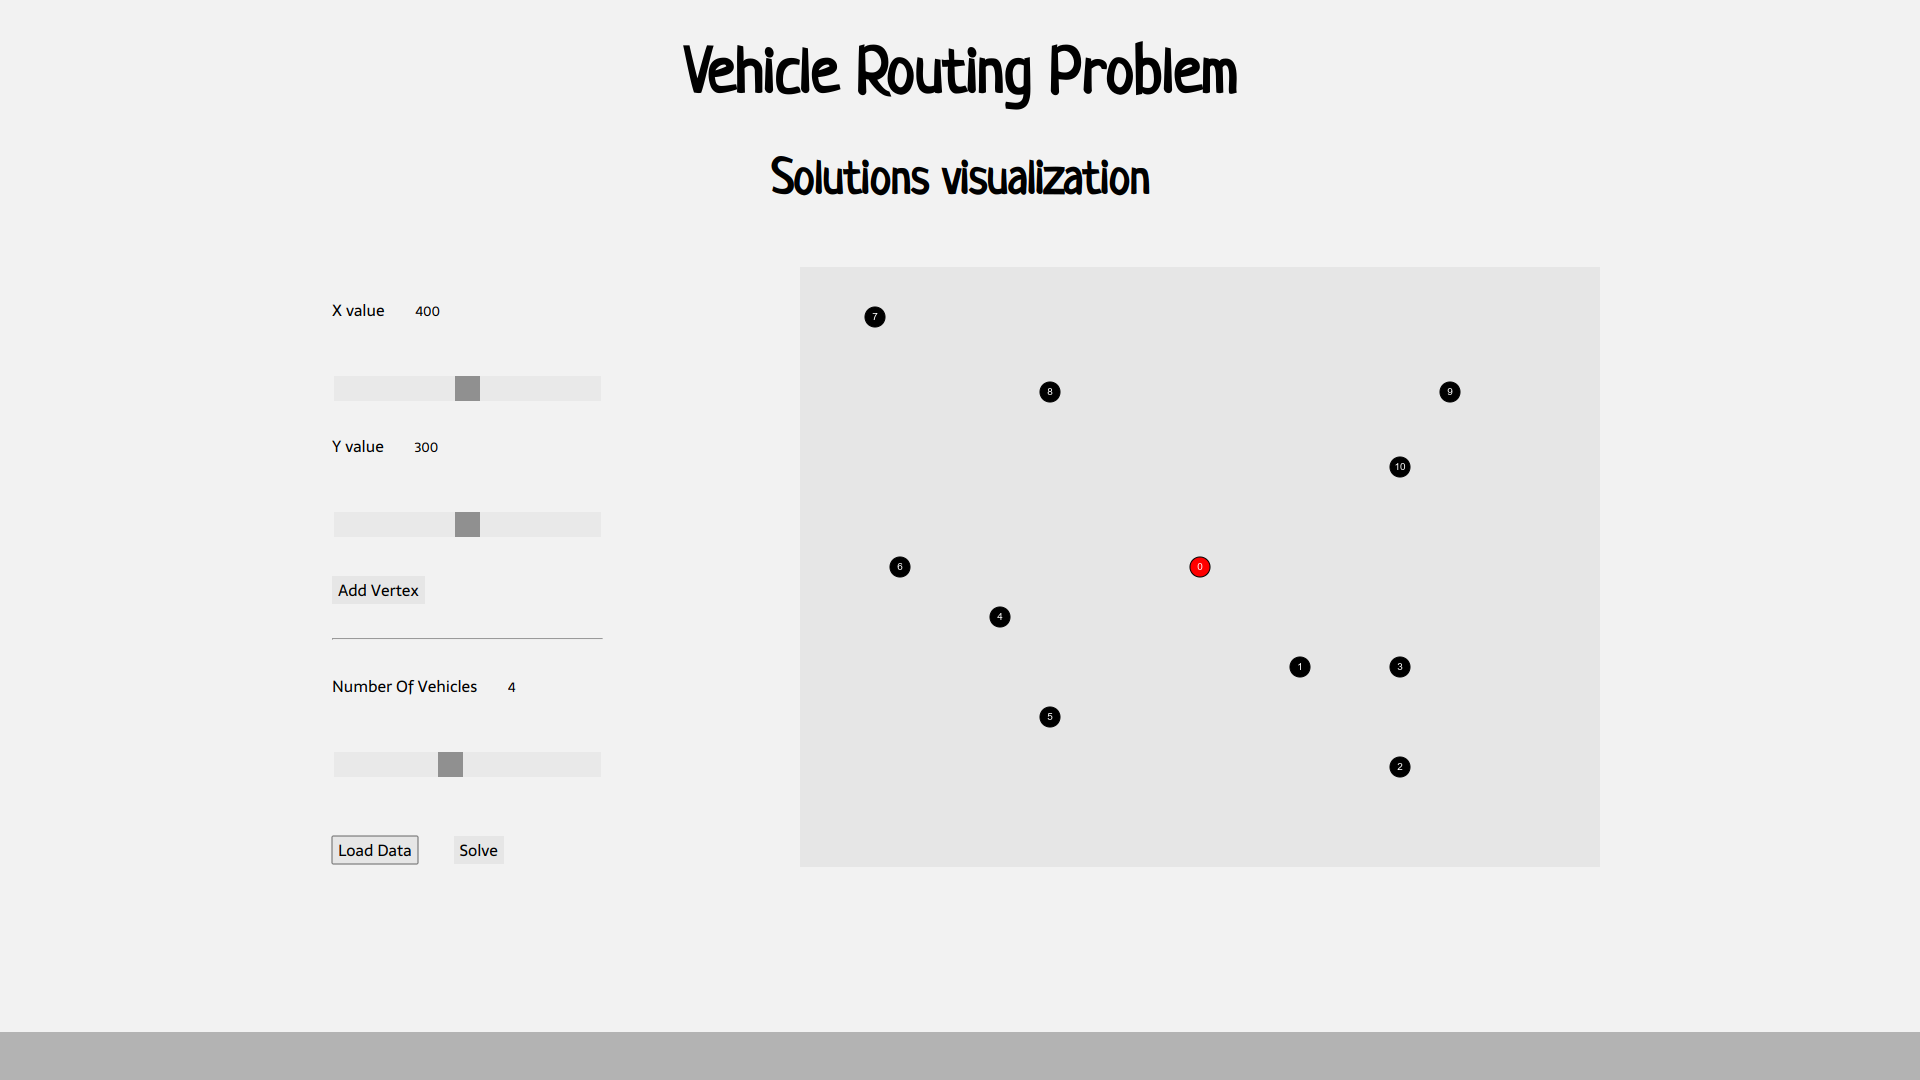 Vehicle Routing Problem
Solutions visualization
X value 400
Y value 300
Add Vertex
Number Of Vehicles 4
Load Data Solve
7
8
9
10
6
0
4
1
3
5
2